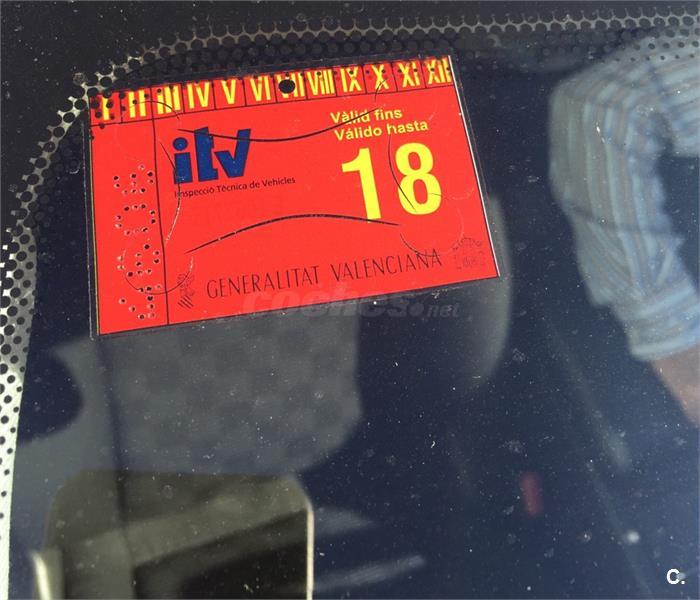 I II III IV V VI VII VIII IX X XI XII
Vàlid fins
Válido hasta
itv
18
Inspecció Tècnica de Vehicles
GENERALITAT VALENCIANA
coches.net
C.